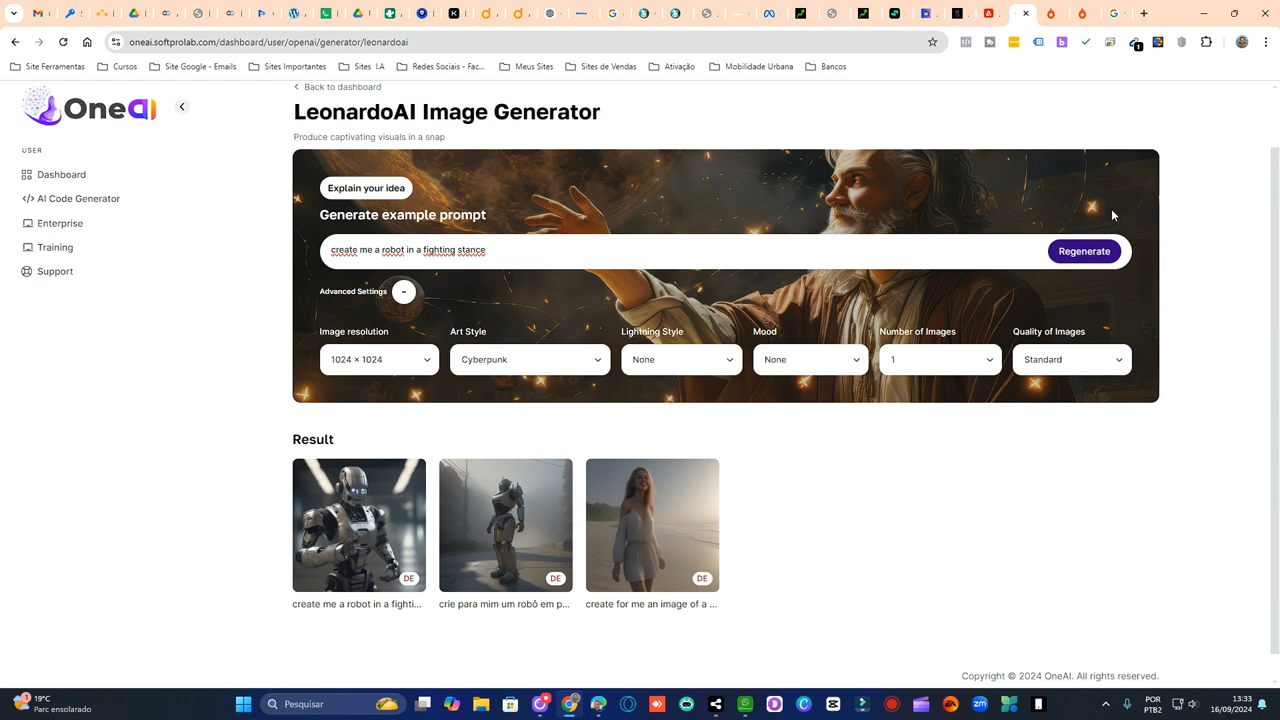 oneai.softprolab.com/dashboard/user/openai/generator/leonardoai
Site Ferramentas
Cursos
Site Google - Emails
Sites Importantes
Sites I.A
Redes Sociais - Fac...
Meus Sites
Sites de Vendas
Ativação
Mobilidade Urbana
Bancos
OneAI
USER
Dashboard
AI Code Generator
Enterprise
Training
Support
Back to dashboard
LeonardoAI Image Generator
Produce captivating visuals in a snap
Explain your idea
Generate example prompt
create me a robot in a fighting stance
Regenerate
Advanced Settings -
Image resolution
Art Style
Lightning Style
Mood
Number of Images
Quality of Images
1024 × 1024
Cyberpunk
None
None
1
Standard
Result
DE
DE
DE
create me a robot in a fighti...
crie para mim um robô em p...
create for me an image of a ...
Copyright © 2024 OneAI. All rights reserved.
1
19°C
Parc ensolarado
Pesquisar
POR
PTB2
13:33
16/09/2024